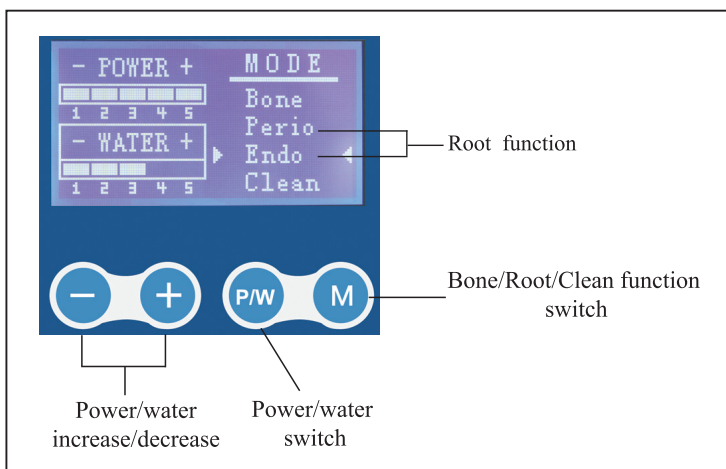 - POWER +
1 2 3 4 5
- WATER +
1 2 3 4 5
MODE
Bone
Perio
Endo
Clean
Root function
− + P/W M
Bone/Root/Clean function
switch
Power/water
increase/decrease
Power/water
switch